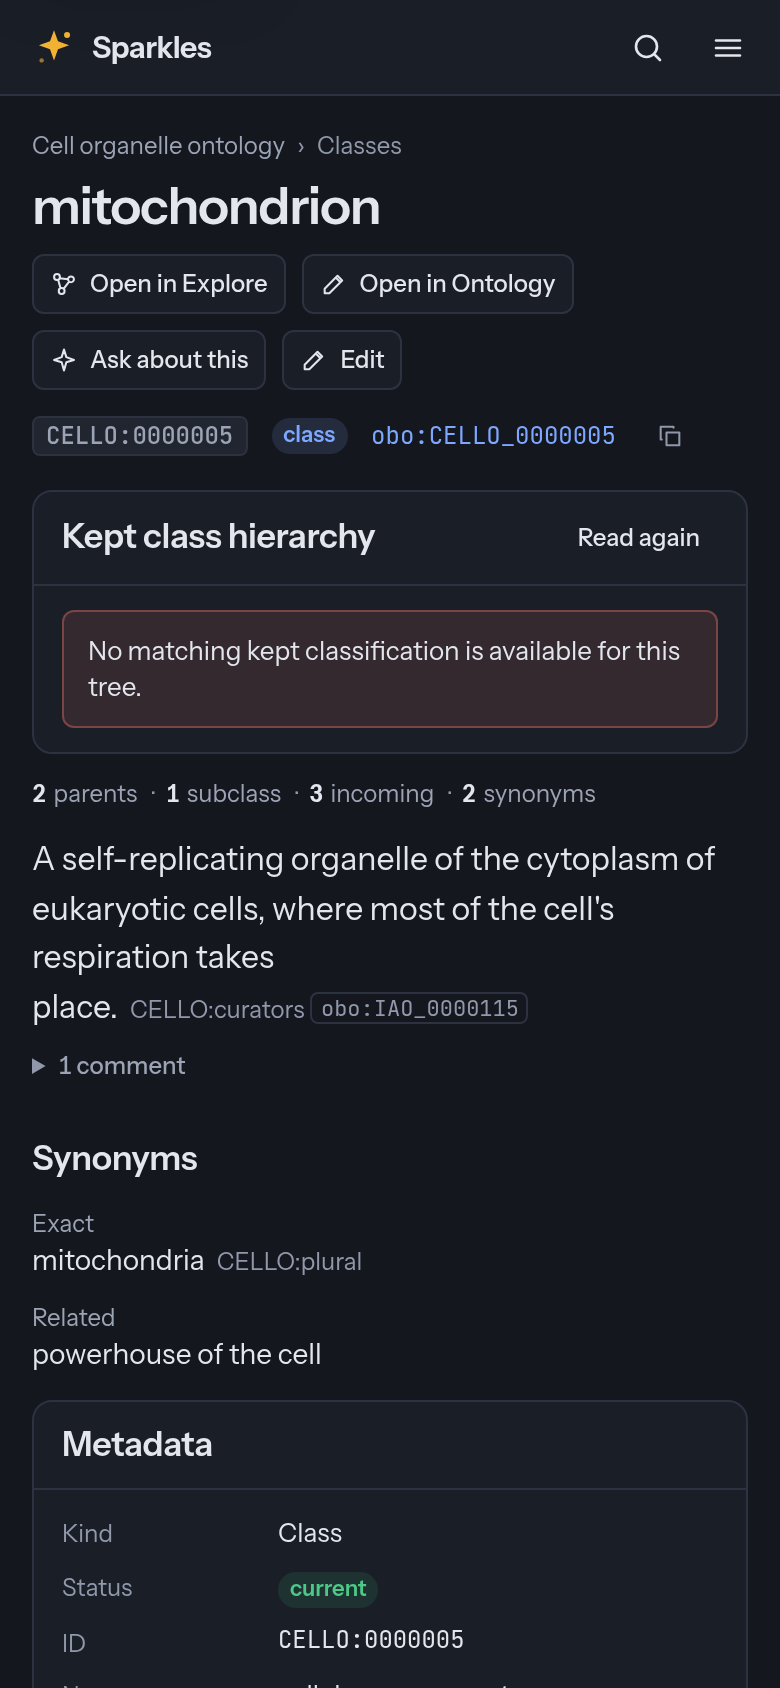 Sparkles
Cell organelle ontology › Classes
mitochondrion
Open in Explore
Open in Ontology
Ask about this
Edit
CELLO:0000005 class obo:CELLO_0000005
Kept class hierarchy
Read again
No matching kept classification is available for this
tree.
2 parents · 1 subclass · 3 incoming · 2 synonyms
A self-replicating organelle of the cytoplasm of
eukaryotic cells, where most of the cell's
respiration takes
place. CELLO:curators obo:IAO_0000115
1 comment
Synonyms
Exact
mitochondria CELLO:plural
Related
powerhouse of the cell
Metadata
Kind Class
Status current
ID CELLO:0000005